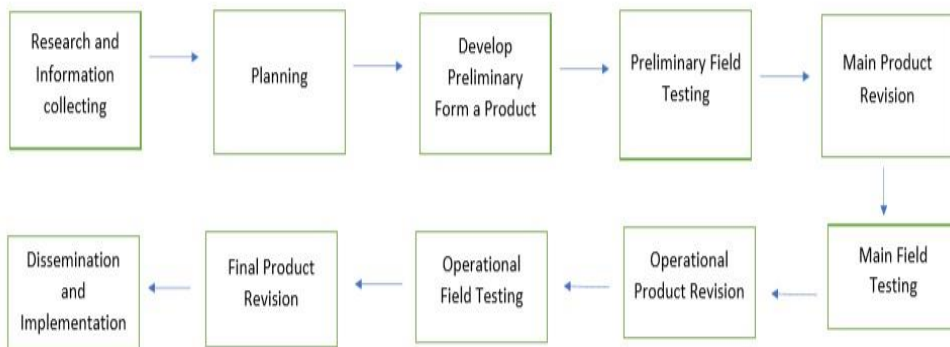 Research and
Information
collecting
Planning
Develop
Preliminary
Form a Product
Preliminary Field
Testing
Main Product
Revision
Main Field
Testing
Operational
Product Revision
Operational
Field Testing
Final Product
Revision
Dissemination
and
Implementation